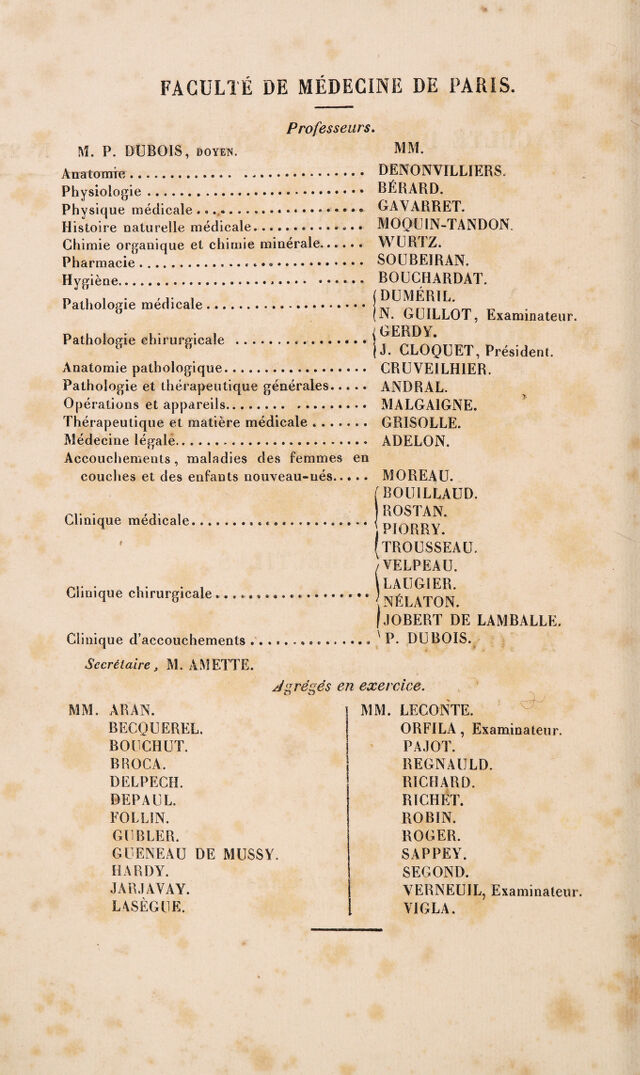 FACULTÉ DE MÉDECINE DE PARIS.
Professeurs.
M. P. DUBOIS, DOYEN. MM.
Anatomie ............. ............... DENONVILLIERS.
Physiologie ........................... BÉRARD.
Physique médicale ..................... GAVARRET.
Histoire naturelle médicale.............. MOQUIN-TANDON.
Chimie organique et chimie minérale...... WURTZ.
Pharmacie ............................ SOUBEIRAN.
Hygiène........................ ...... BOUCHARDAT.
Pathologie médicale .................... DUMÉRIL.
N. GUILLOT, Examinateur.
Pathologie chirurgicale ................ GERDY.
J. CLOQUET, Président.
Anatomie pathologique.................. CRUVEILHIER.
Pathologie et thérapeutique générales..... ANDRAL.
Opérations et appareils........ ......... MALGAIGNE.
Thérapeutique et matière médicale ....... GRISOLLE.
Médecine légale........................ ADELON.
Accouchements, maladies des femmes en
couches et des enfants nouveau-nés..... MOREAU.
Clinique médicale...................... BOUILLAUD.
ROSTAN.
PIORRY.
TROUSSEAU.
Clinique chirurgicale ................... VELPEAU.
LAUGIER.
NÉLATON.
JOBERT DE LAMBALLE.
Clinique d'accouchements ............... P. DUBOIS.
Secrétaire, M. AMETTE.
Agrégés en exercice.
MM. ARAN.
BECQUEREL.
BOUCHUT.
BROCA.
DELPECH.
DEPAUL.
FOLLIN.
GUBLER.
GUENEAU DE MUSSY.
HARDY.
JARJAVAY.
LASÈGUE.
MM. LECONTE.
ORFILA, Examinateur.
PAJOT.
REGNAULD.
RICHARD.
RICHET.
ROBIN.
ROGER.
SAPPEY.
SEGOND.
VERNEUIL, Examinateur.
VIGLA.